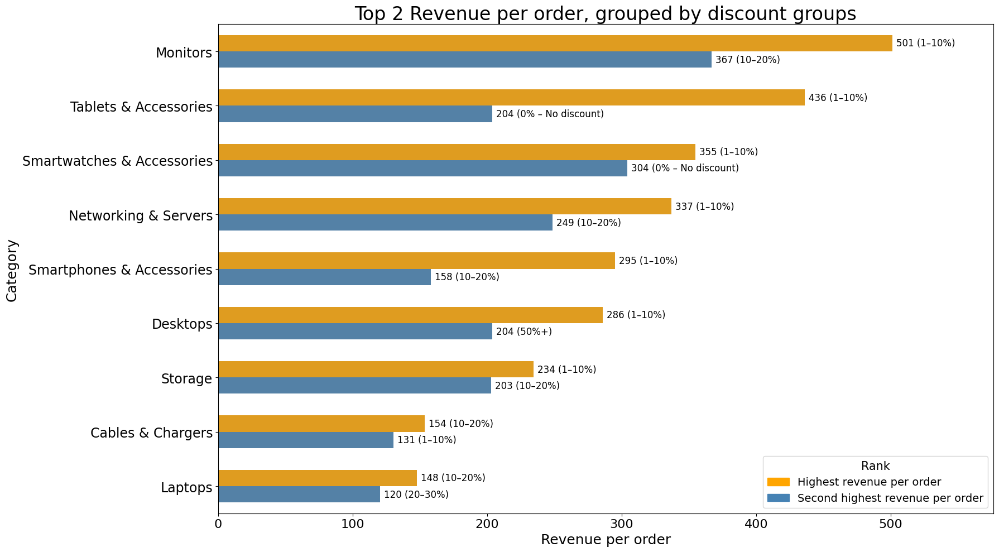 Top 2 Revenue per order, grouped by discount groups
Monitors
501 (1–10%)
367 (10–20%)
Tablets & Accessories
436 (1–10%)
204 (0% – No discount)
Smartwatches & Accessories
355 (1–10%)
304 (0% – No discount)
Networking & Servers
337 (1–10%)
249 (10–20%)
Smartphones & Accessories
295 (1–10%)
158 (10–20%)
Desktops
286 (1–10%)
204 (50%+)
Storage
234 (1–10%)
203 (10–20%)
Cables & Chargers
154 (10–20%)
131 (1–10%)
Laptops
148 (10–20%)
120 (20–30%)
Category
Rank
Highest revenue per order
Second highest revenue per order
0 100 200 300 400 500
Revenue per order